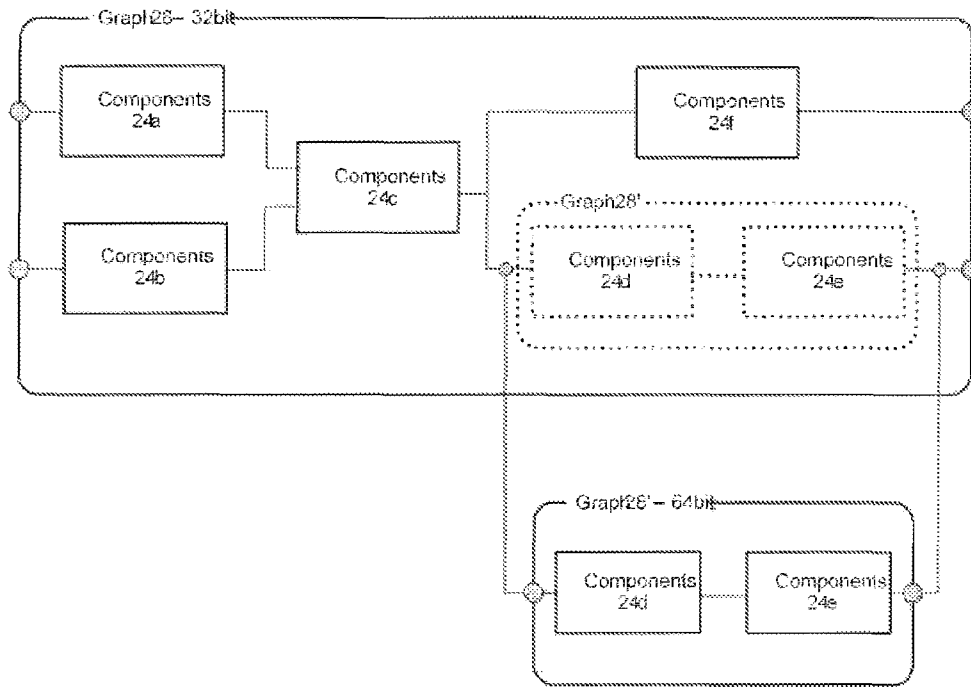 Graph28 – 32bit
Components
24a
Components
24f
Components
24c
Graph28'
Components
24b
Components
24d
Components
24e
Graph28' – 64bit
Components
24d
Components
24e